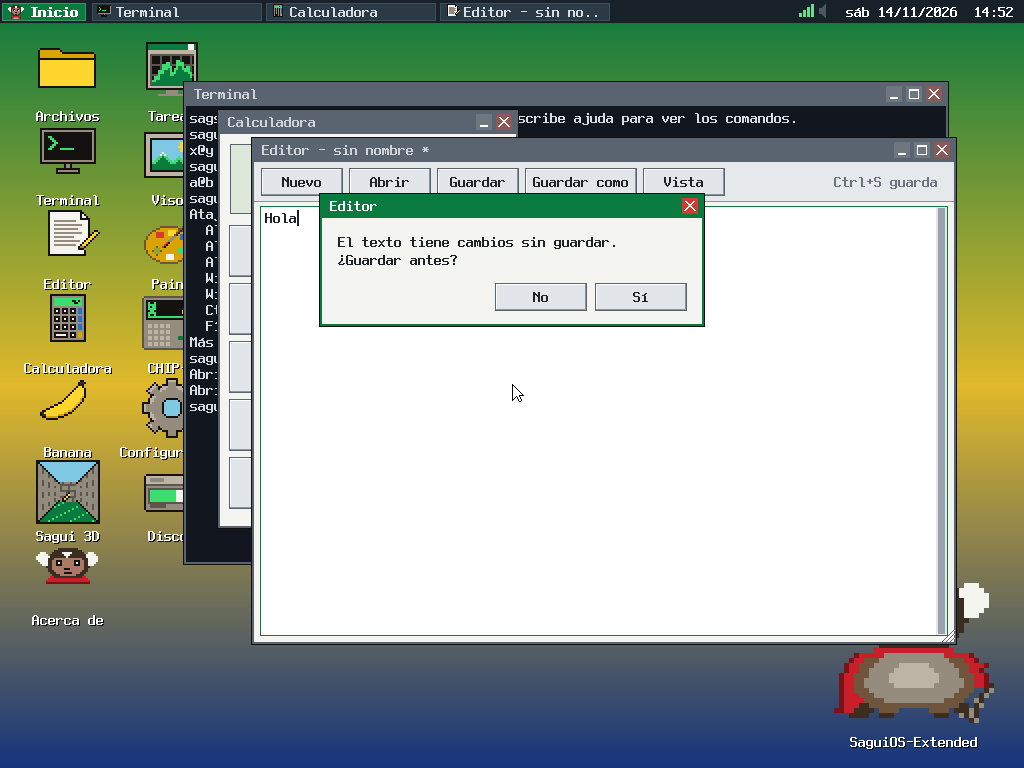 Inicio
Terminal
Calculadora
Editor - sin no..
sáb 14/11/2026 14:52
Archivos
Terminal
Editor
Calculadora
Banana
Sagui 3D
Acerca de
Terminal
scribe ajuda para ver los comandos.
Calculadora
Editor - sin nombre *
Nuevo
Abrir
Guardar
Guardar como
Vista
Ctrl+S guarda
Hola
Editor
El texto tiene cambios sin guardar.
¿Guardar antes?
No
Sí
SaguiOS-Extended